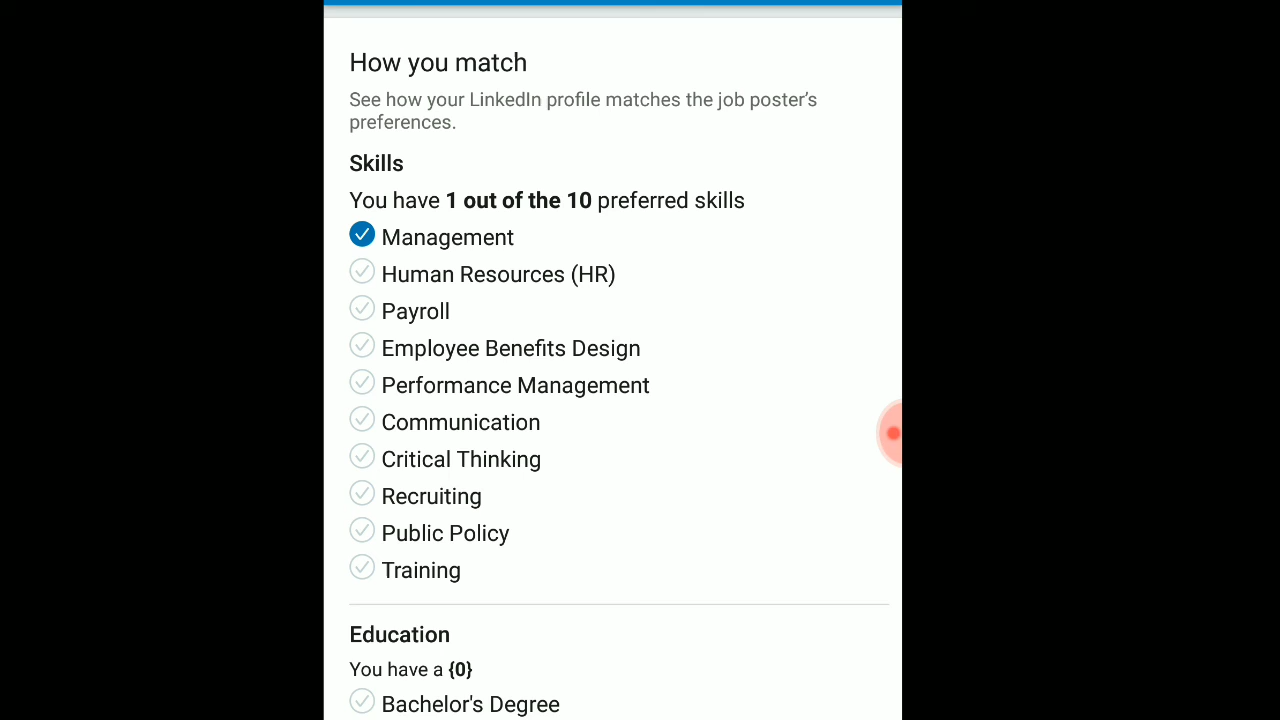 How you match
See how your LinkedIn profile matches the job poster's
preferences.
Skills
You have 1 out of the 10 preferred skills
Management
Human Resources (HR)
Payroll
Employee Benefits Design
Performance Management
Communication
Critical Thinking
Recruiting
Public Policy
Training
Education
You have a {0}
Bachelor's Degree